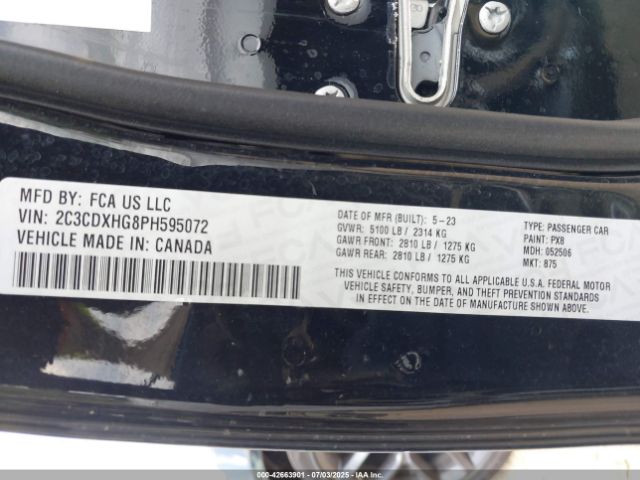 30
MFD BY: FCA US LLC
VIN: 2C3CDXHG8PH595072
VEHICLE MADE IN: CANADA
DATE OF MFR (BUILT): 5-23
GVWR: 5100 LB / 2314 KG
GAWR FRONT: 2810 LB / 1275 KG
GAWR REAR: 2810 LB / 1275 KG
TYPE: PASSENGER CAR
PAINT: PX8
MDH: 052506
MKT: 875
THIS VEHICLE CONFORMS TO ALL APPLICABLE U.S.A. FEDERAL MOTOR
VEHICLE SAFETY, BUMPER, AND THEFT PREVENTION STANDARDS
IN EFFECT ON THE DATE OF MANUFACTURE SHOWN ABOVE.
000-42663901 - 07/03/2025 - Copyright IAA, LLC